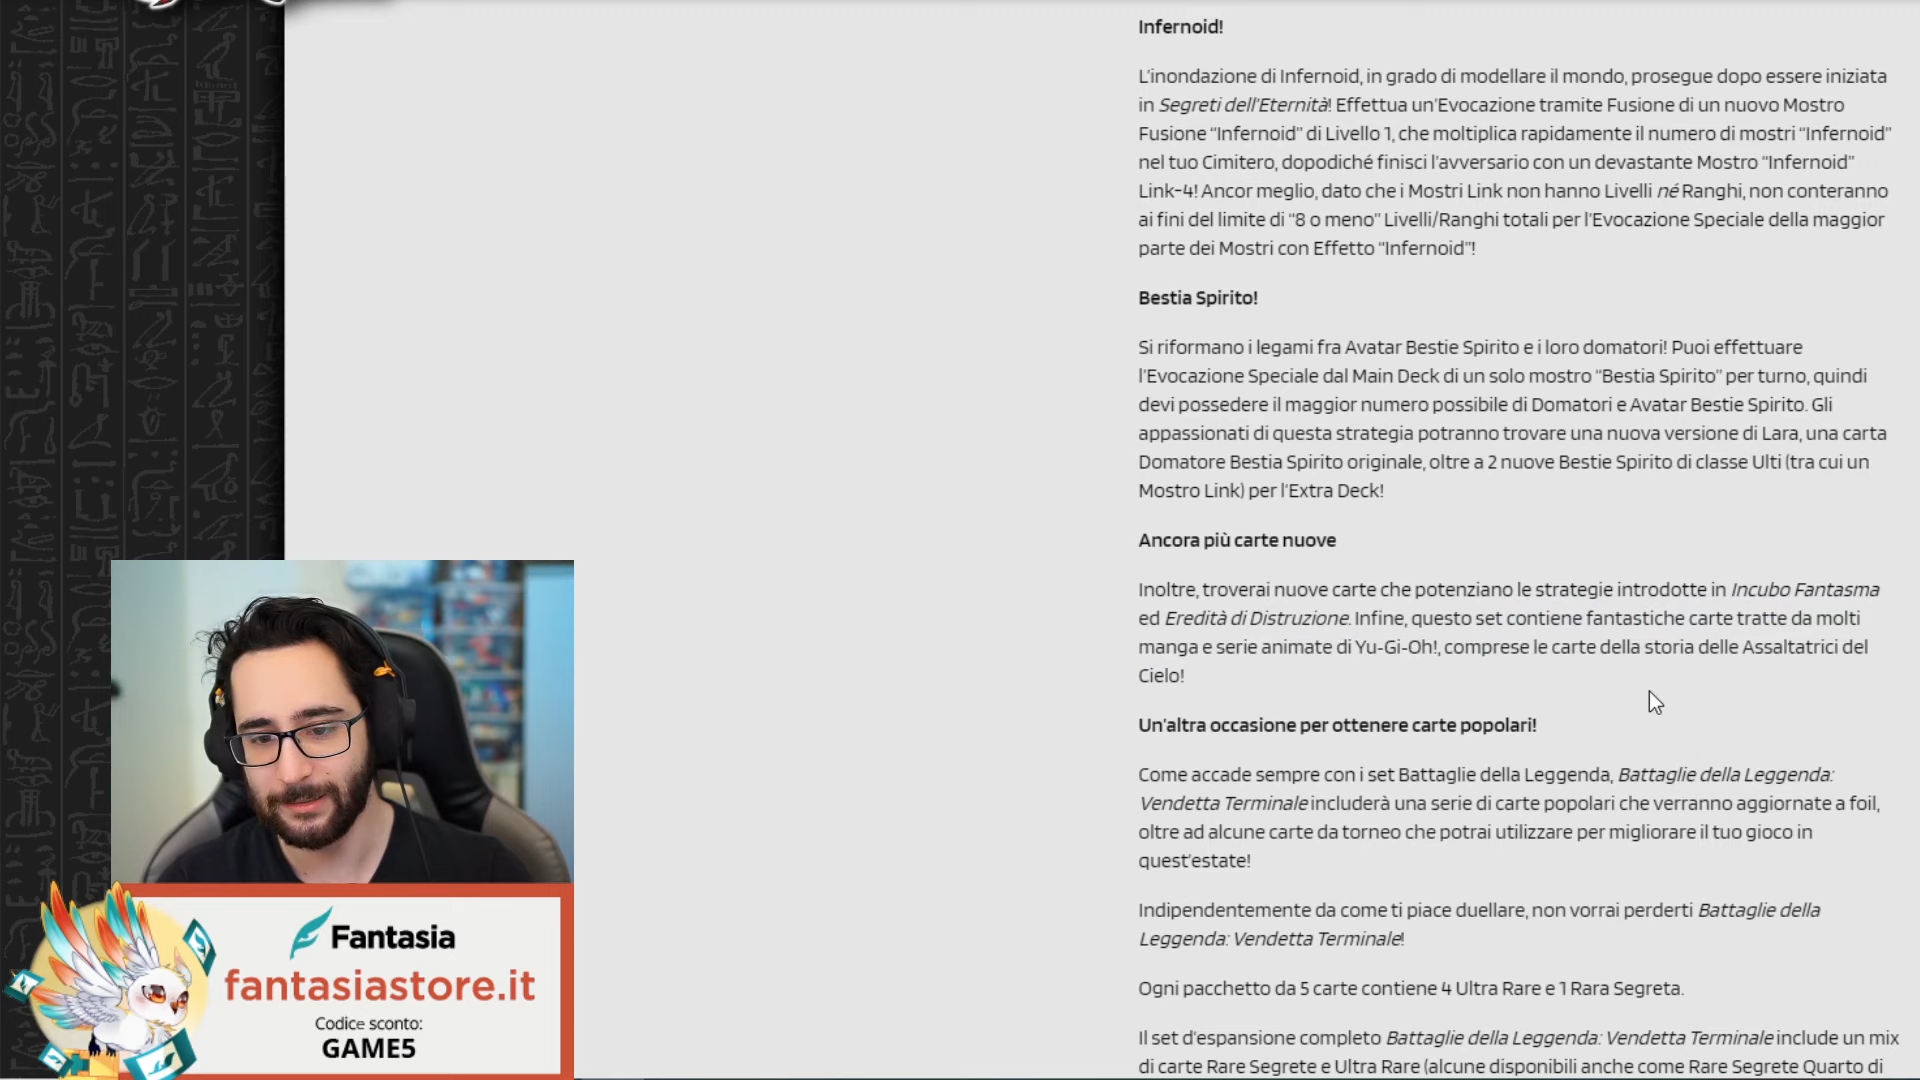 Infernoid!
L'inondazione di Infernoid, in grado di modellare il mondo, prosegue dopo essere iniziata
in Segreti dell'Eternità! Effettua un'Evocazione tramite Fusione di un nuovo Mostro
Fusione “Infernoid” di Livello 1, che moltiplica rapidamente il numero di mostri “Infernoid”
nel tuo Cimitero, dopodiché finisci l'avversario con un devastante Mostro “Infernoid”
Link-4! Ancor meglio, dato che i Mostri Link non hanno Livelli né Ranghi, non conteranno
ai fini del limite di “8 o meno” Livelli/Ranghi totali per l'Evocazione Speciale della maggior
parte dei Mostri con Effetto “Infernoid”!
Bestia Spirito!
Si riformano i legami fra Avatar Bestie Spirito e i loro domatori! Puoi effettuare
l'Evocazione Speciale dal Main Deck di un solo mostro “Bestia Spirito” per turno, quindi
devi possedere il maggior numero possibile di Domatori e Avatar Bestie Spirito. Gli
appassionati di questa strategia potranno trovare una nuova versione di Lara, una carta
Domatore Bestia Spirito originale, oltre a 2 nuove Bestie Spirito di classe Ulti (tra cui un
Mostro Link) per l'Extra Deck!
Ancora più carte nuove
Inoltre, troverai nuove carte che potenziano le strategie introdotte in Incubo Fantasma
ed Eredità di Distruzione. Infine, questo set contiene fantastiche carte tratte da molti
manga e serie animate di Yu-Gi-Oh!, comprese le carte della storia delle Assaltatrici del
Cielo!
Un'altra occasione per ottenere carte popolari!
Come accade sempre con i set Battaglie della Leggenda, Battaglie della Leggenda:
Vendetta Terminale includerà una serie di carte popolari che verranno aggiornate a foil,
oltre ad alcune carte da torneo che potrai utilizzare per migliorare il tuo gioco in
quest'estate!
Indipendentemente da come ti piace duellare, non vorrai perderti Battaglie della
Leggenda: Vendetta Terminale!
Ogni pacchetto da 5 carte contiene 4 Ultra Rare e 1 Rara Segreta.
Il set d'espansione completo Battaglie della Leggenda: Vendetta Terminale include un mix
di carte Rare Segrete e Ultra Rare (alcune disponibili anche come Rare Segrete Quarto di
Fantasia
fantasiastore.it
Codice sconto:
GAME5